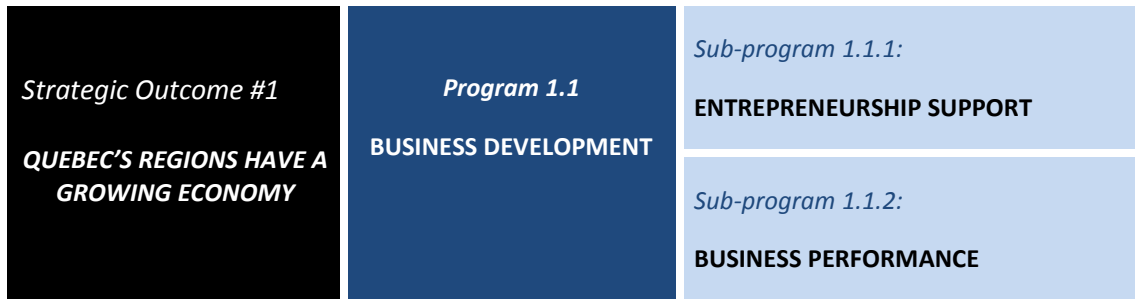 Strategic Outcome #1
QUEBEC’S REGIONS HAVE A
GROWING ECONOMY
Program 1.1
BUSINESS DEVELOPMENT
Sub-program 1.1.1:
ENTREPRENEURSHIP SUPPORT
Sub-program 1.1.2:
BUSINESS PERFORMANCE